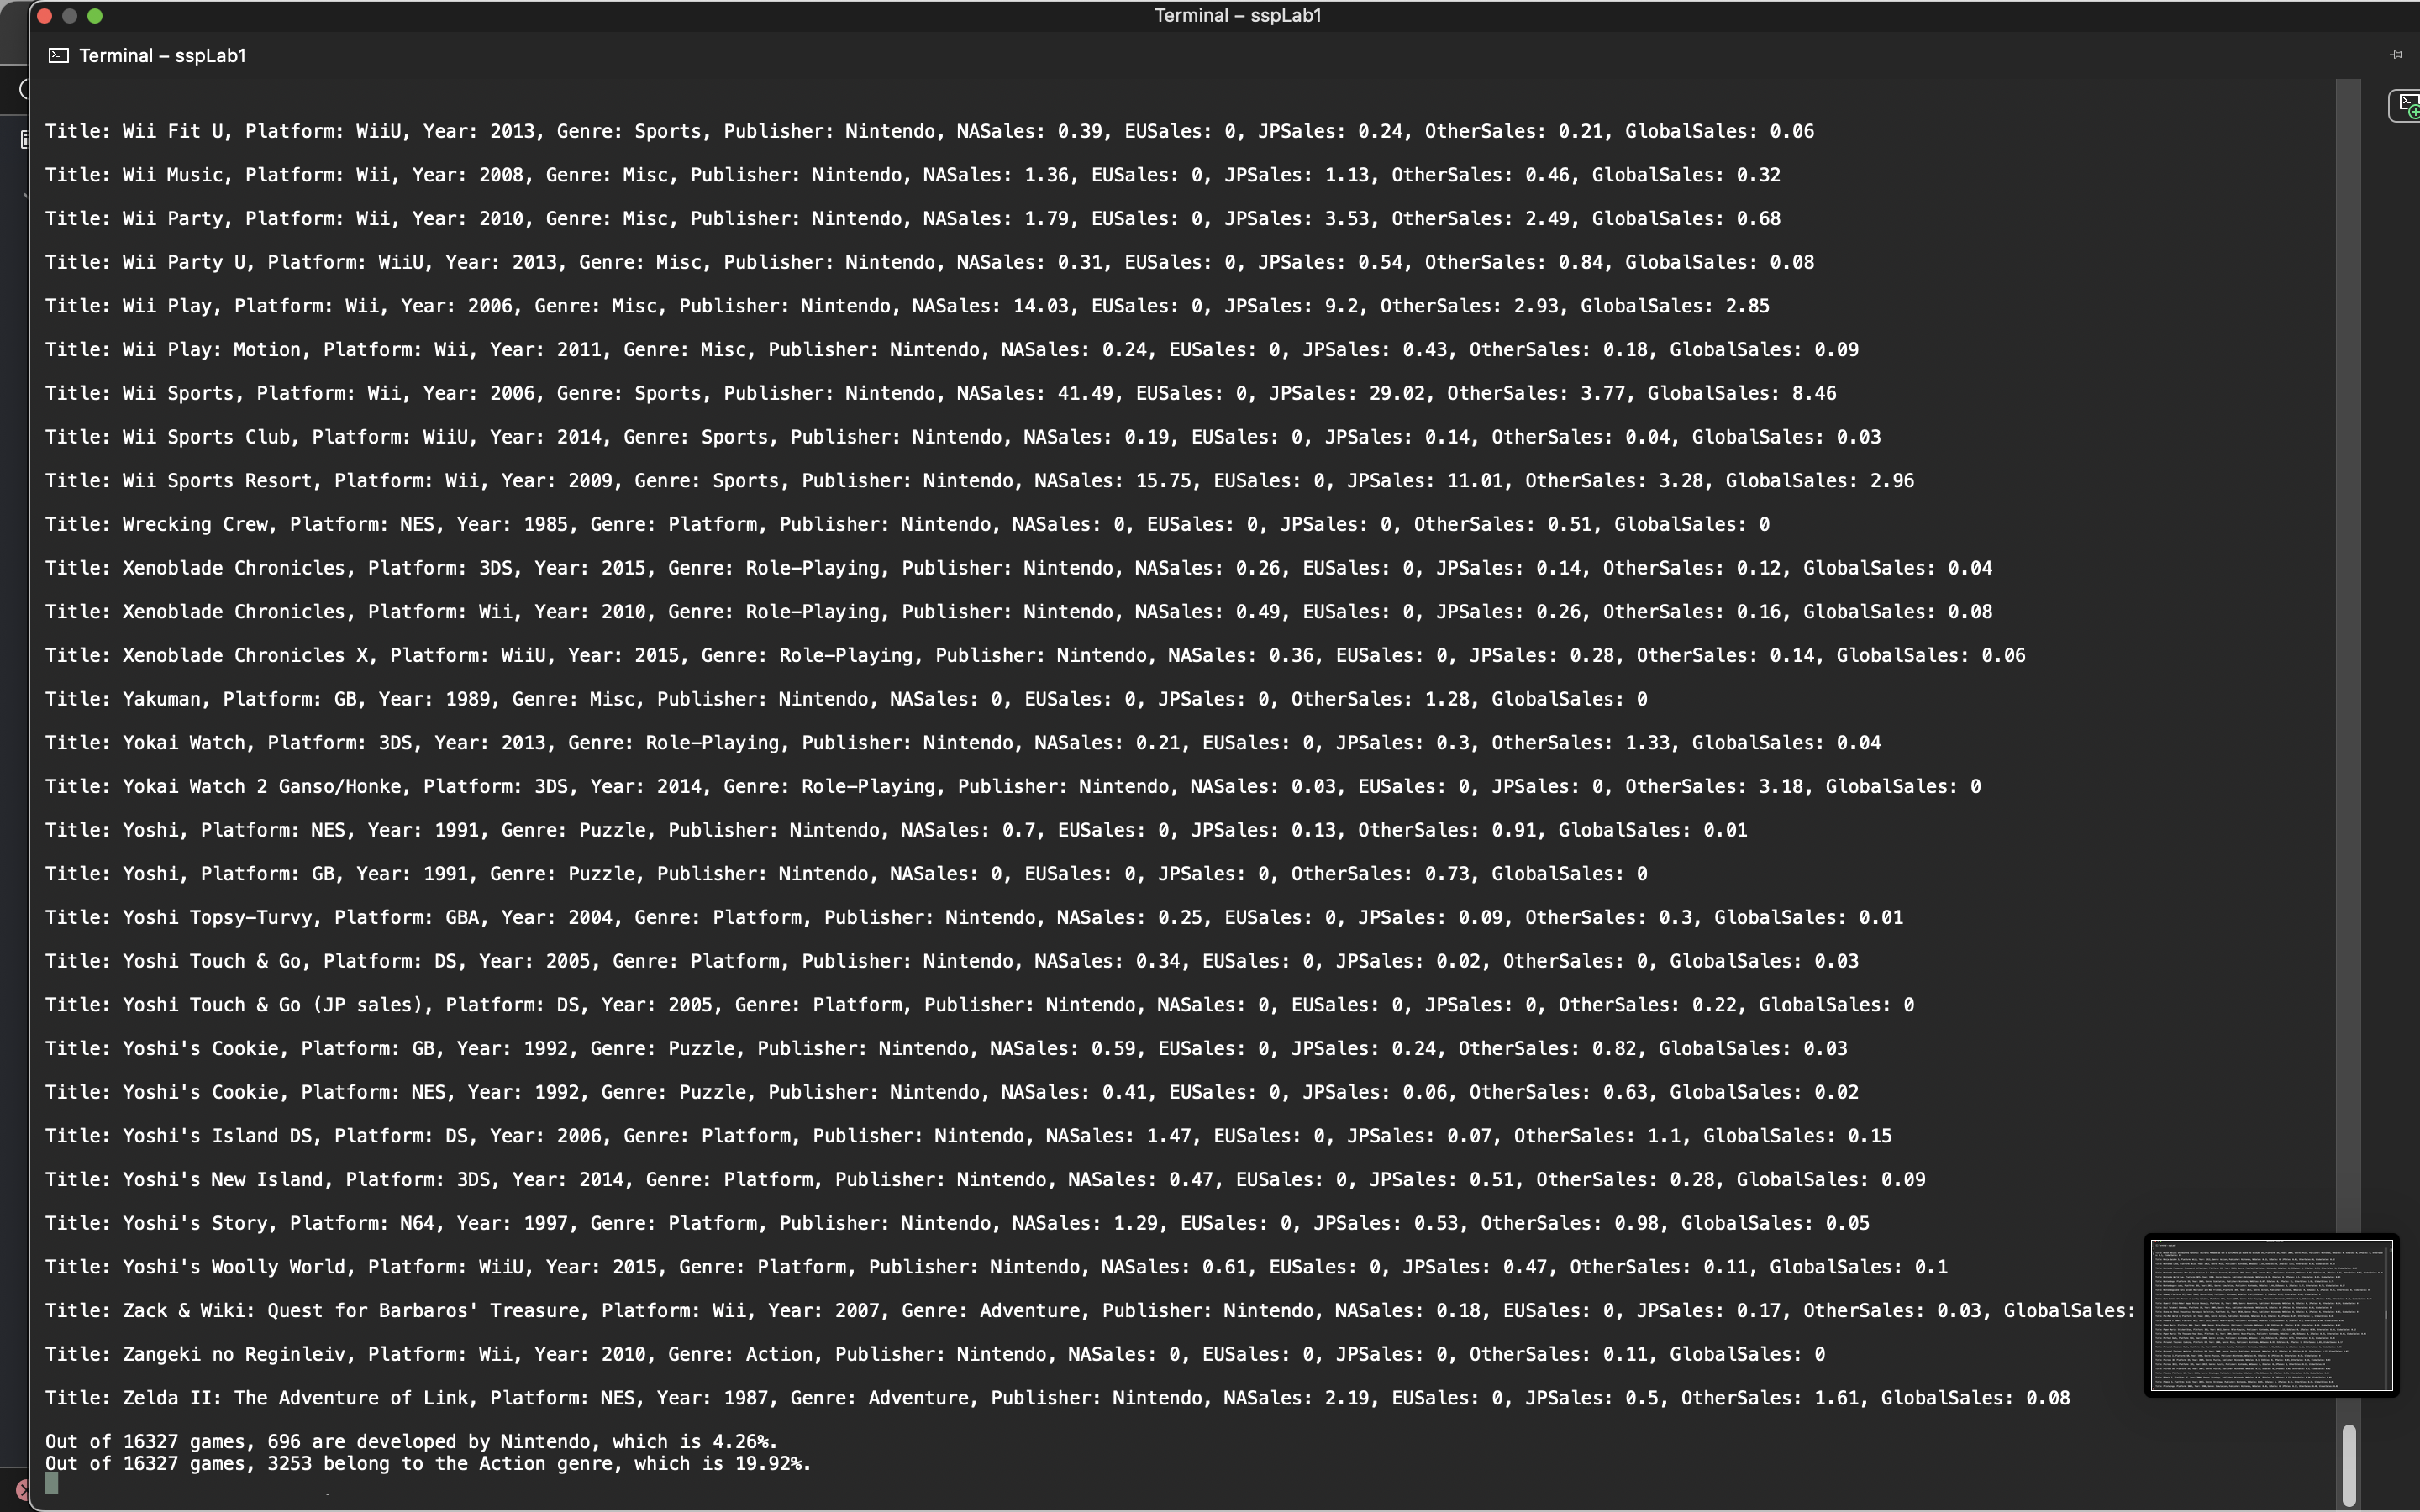 Terminal – sspLab1
Terminal – sspLab1
Title: Wii Fit U, Platform: WiiU, Year: 2013, Genre: Sports, Publisher: Nintendo, NASales: 0.39, EUSales: 0, JPSales: 0.24, OtherSales: 0.21, GlobalSales: 0.06
Title: Wii Music, Platform: Wii, Year: 2008, Genre: Misc, Publisher: Nintendo, NASales: 1.36, EUSales: 0, JPSales: 1.13, OtherSales: 0.46, GlobalSales: 0.32
Title: Wii Party, Platform: Wii, Year: 2010, Genre: Misc, Publisher: Nintendo, NASales: 1.79, EUSales: 0, JPSales: 3.53, OtherSales: 2.49, GlobalSales: 0.68
Title: Wii Party U, Platform: WiiU, Year: 2013, Genre: Misc, Publisher: Nintendo, NASales: 0.31, EUSales: 0, JPSales: 0.54, OtherSales: 0.84, GlobalSales: 0.08
Title: Wii Play, Platform: Wii, Year: 2006, Genre: Misc, Publisher: Nintendo, NASales: 14.03, EUSales: 0, JPSales: 9.2, OtherSales: 2.93, GlobalSales: 2.85
Title: Wii Play: Motion, Platform: Wii, Year: 2011, Genre: Misc, Publisher: Nintendo, NASales: 0.24, EUSales: 0, JPSales: 0.43, OtherSales: 0.18, GlobalSales: 0.09
Title: Wii Sports, Platform: Wii, Year: 2006, Genre: Sports, Publisher: Nintendo, NASales: 41.49, EUSales: 0, JPSales: 29.02, OtherSales: 3.77, GlobalSales: 8.46
Title: Wii Sports Club, Platform: WiiU, Year: 2014, Genre: Sports, Publisher: Nintendo, NASales: 0.19, EUSales: 0, JPSales: 0.14, OtherSales: 0.04, GlobalSales: 0.03
Title: Wii Sports Resort, Platform: Wii, Year: 2009, Genre: Sports, Publisher: Nintendo, NASales: 15.75, EUSales: 0, JPSales: 11.01, OtherSales: 3.28, GlobalSales: 2.96
Title: Wrecking Crew, Platform: NES, Year: 1985, Genre: Platform, Publisher: Nintendo, NASales: 0, EUSales: 0, JPSales: 0, OtherSales: 0.51, GlobalSales: 0
Title: Xenoblade Chronicles, Platform: 3DS, Year: 2015, Genre: Role-Playing, Publisher: Nintendo, NASales: 0.26, EUSales: 0, JPSales: 0.14, OtherSales: 0.12, GlobalSales: 0.04
Title: Xenoblade Chronicles, Platform: Wii, Year: 2010, Genre: Role-Playing, Publisher: Nintendo, NASales: 0.49, EUSales: 0, JPSales: 0.26, OtherSales: 0.16, GlobalSales: 0.08
Title: Xenoblade Chronicles X, Platform: WiiU, Year: 2015, Genre: Role-Playing, Publisher: Nintendo, NASales: 0.36, EUSales: 0, JPSales: 0.28, OtherSales: 0.14, GlobalSales: 0.06
Title: Yakuman, Platform: GB, Year: 1989, Genre: Misc, Publisher: Nintendo, NASales: 0, EUSales: 0, JPSales: 0, OtherSales: 1.28, GlobalSales: 0
Title: Yokai Watch, Platform: 3DS, Year: 2013, Genre: Role-Playing, Publisher: Nintendo, NASales: 0.21, EUSales: 0, JPSales: 0.3, OtherSales: 1.33, GlobalSales: 0.04
Title: Yokai Watch 2 Ganso/Honke, Platform: 3DS, Year: 2014, Genre: Role-Playing, Publisher: Nintendo, NASales: 0.03, EUSales: 0, JPSales: 0, OtherSales: 3.18, GlobalSales: 0
Title: Yoshi, Platform: NES, Year: 1991, Genre: Puzzle, Publisher: Nintendo, NASales: 0.7, EUSales: 0, JPSales: 0.13, OtherSales: 0.91, GlobalSales: 0.01
Title: Yoshi, Platform: GB, Year: 1991, Genre: Puzzle, Publisher: Nintendo, NASales: 0, EUSales: 0, JPSales: 0, OtherSales: 0.73, GlobalSales: 0
Title: Yoshi Topsy-Turvy, Platform: GBA, Year: 2004, Genre: Platform, Publisher: Nintendo, NASales: 0.25, EUSales: 0, JPSales: 0.09, OtherSales: 0.3, GlobalSales: 0.01
Title: Yoshi Touch & Go, Platform: DS, Year: 2005, Genre: Platform, Publisher: Nintendo, NASales: 0.34, EUSales: 0, JPSales: 0.02, OtherSales: 0, GlobalSales: 0.03
Title: Yoshi Touch & Go (JP sales), Platform: DS, Year: 2005, Genre: Platform, Publisher: Nintendo, NASales: 0, EUSales: 0, JPSales: 0, OtherSales: 0.22, GlobalSales: 0
Title: Yoshi's Cookie, Platform: GB, Year: 1992, Genre: Puzzle, Publisher: Nintendo, NASales: 0.59, EUSales: 0, JPSales: 0.24, OtherSales: 0.82, GlobalSales: 0.03
Title: Yoshi's Cookie, Platform: NES, Year: 1992, Genre: Puzzle, Publisher: Nintendo, NASales: 0.41, EUSales: 0, JPSales: 0.06, OtherSales: 0.63, GlobalSales: 0.02
Title: Yoshi's Island DS, Platform: DS, Year: 2006, Genre: Platform, Publisher: Nintendo, NASales: 1.47, EUSales: 0, JPSales: 0.07, OtherSales: 1.1, GlobalSales: 0.15
Title: Yoshi's New Island, Platform: 3DS, Year: 2014, Genre: Platform, Publisher: Nintendo, NASales: 0.47, EUSales: 0, JPSales: 0.51, OtherSales: 0.28, GlobalSales: 0.09
Title: Yoshi's Story, Platform: N64, Year: 1997, Genre: Platform, Publisher: Nintendo, NASales: 1.29, EUSales: 0, JPSales: 0.53, OtherSales: 0.98, GlobalSales: 0.05
Title: Yoshi's Woolly World, Platform: WiiU, Year: 2015, Genre: Platform, Publisher: Nintendo, NASales: 0.61, EUSales: 0, JPSales: 0.47, OtherSales: 0.11, GlobalSales: 0.1
Title: Zack & Wiki: Quest for Barbaros' Treasure, Platform: Wii, Year: 2007, Genre: Adventure, Publisher: Nintendo, NASales: 0.18, EUSales: 0, JPSales: 0.17, OtherSales: 0.03, GlobalSales:
Title: Zangeki no Reginleiv, Platform: Wii, Year: 2010, Genre: Action, Publisher: Nintendo, NASales: 0, EUSales: 0, JPSales: 0, OtherSales: 0.11, GlobalSales: 0
Title: Zelda II: The Adventure of Link, Platform: NES, Year: 1987, Genre: Adventure, Publisher: Nintendo, NASales: 2.19, EUSales: 0, JPSales: 0.5, OtherSales: 1.61, GlobalSales: 0.08
Out of 16327 games, 696 are developed by Nintendo, which is 4.26%.
Out of 16327 games, 3253 belong to the Action genre, which is 19.92%.